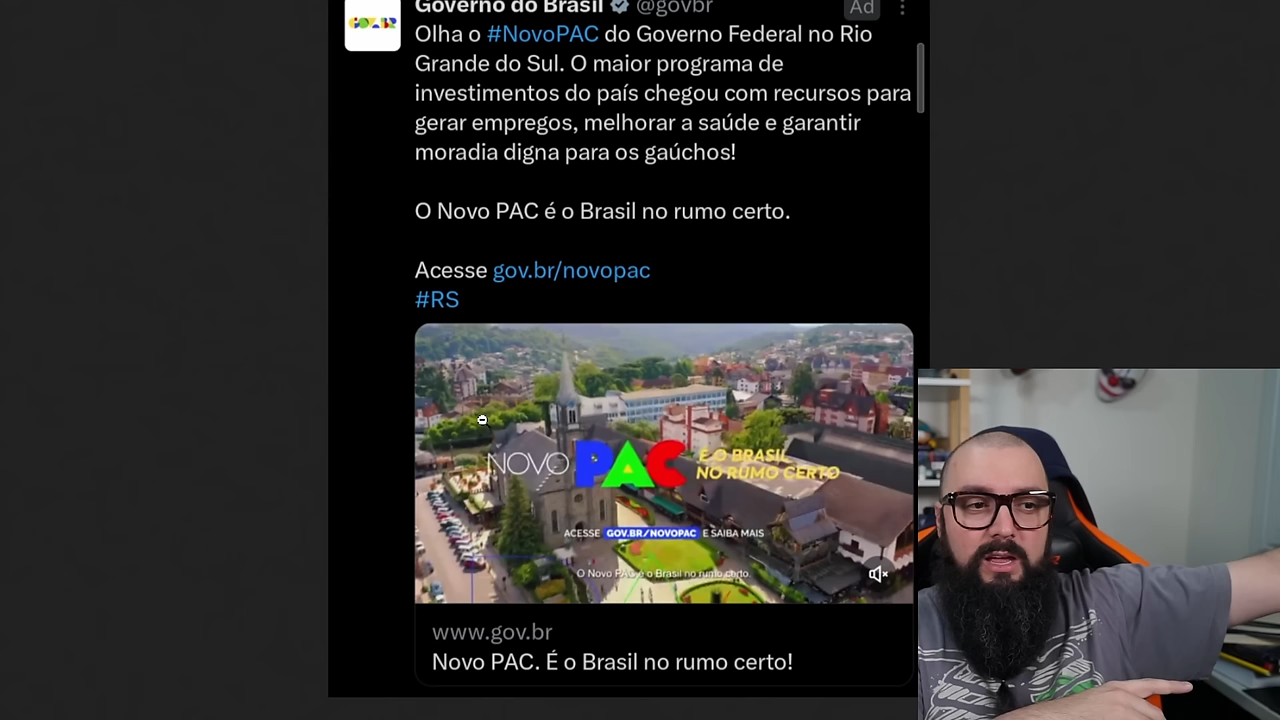 Governo do Brasil @govbr
Ad
GOV.BR
Olha o #NovoPAC do Governo Federal no Rio
Grande do Sul. O maior programa de
investimentos do país chegou com recursos para
gerar empregos, melhorar a saúde e garantir
moradia digna para os gaúchos!
O Novo PAC é o Brasil no rumo certo.
Acesse gov.br/novopac
#RS
NOVO PAC É O BRASIL
NO RUMO CERTO
ACESSE GOV.BR/NOVOPAC E SAIBA MAIS
O Novo PAC é o Brasil no rumo certo.
www.gov.br
Novo PAC. É o Brasil no rumo certo!